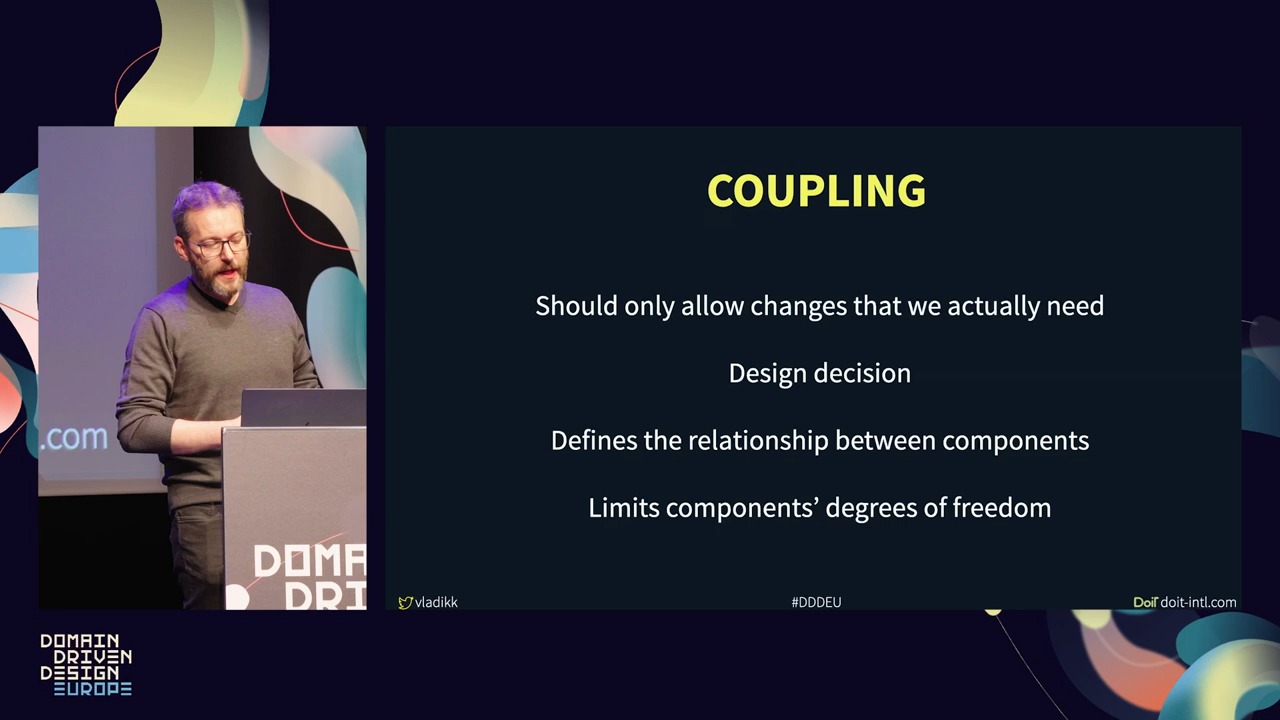 COUPLING
Should only allow changes that we actually need
Design decision
Defines the relationship between components
Limits components’ degrees of freedom
vladikk
#DDDEU
DoiT doit-intl.com
.com
DOMA
DRI
DOMAIN
DRIVEN
DESIGN
EUROPE